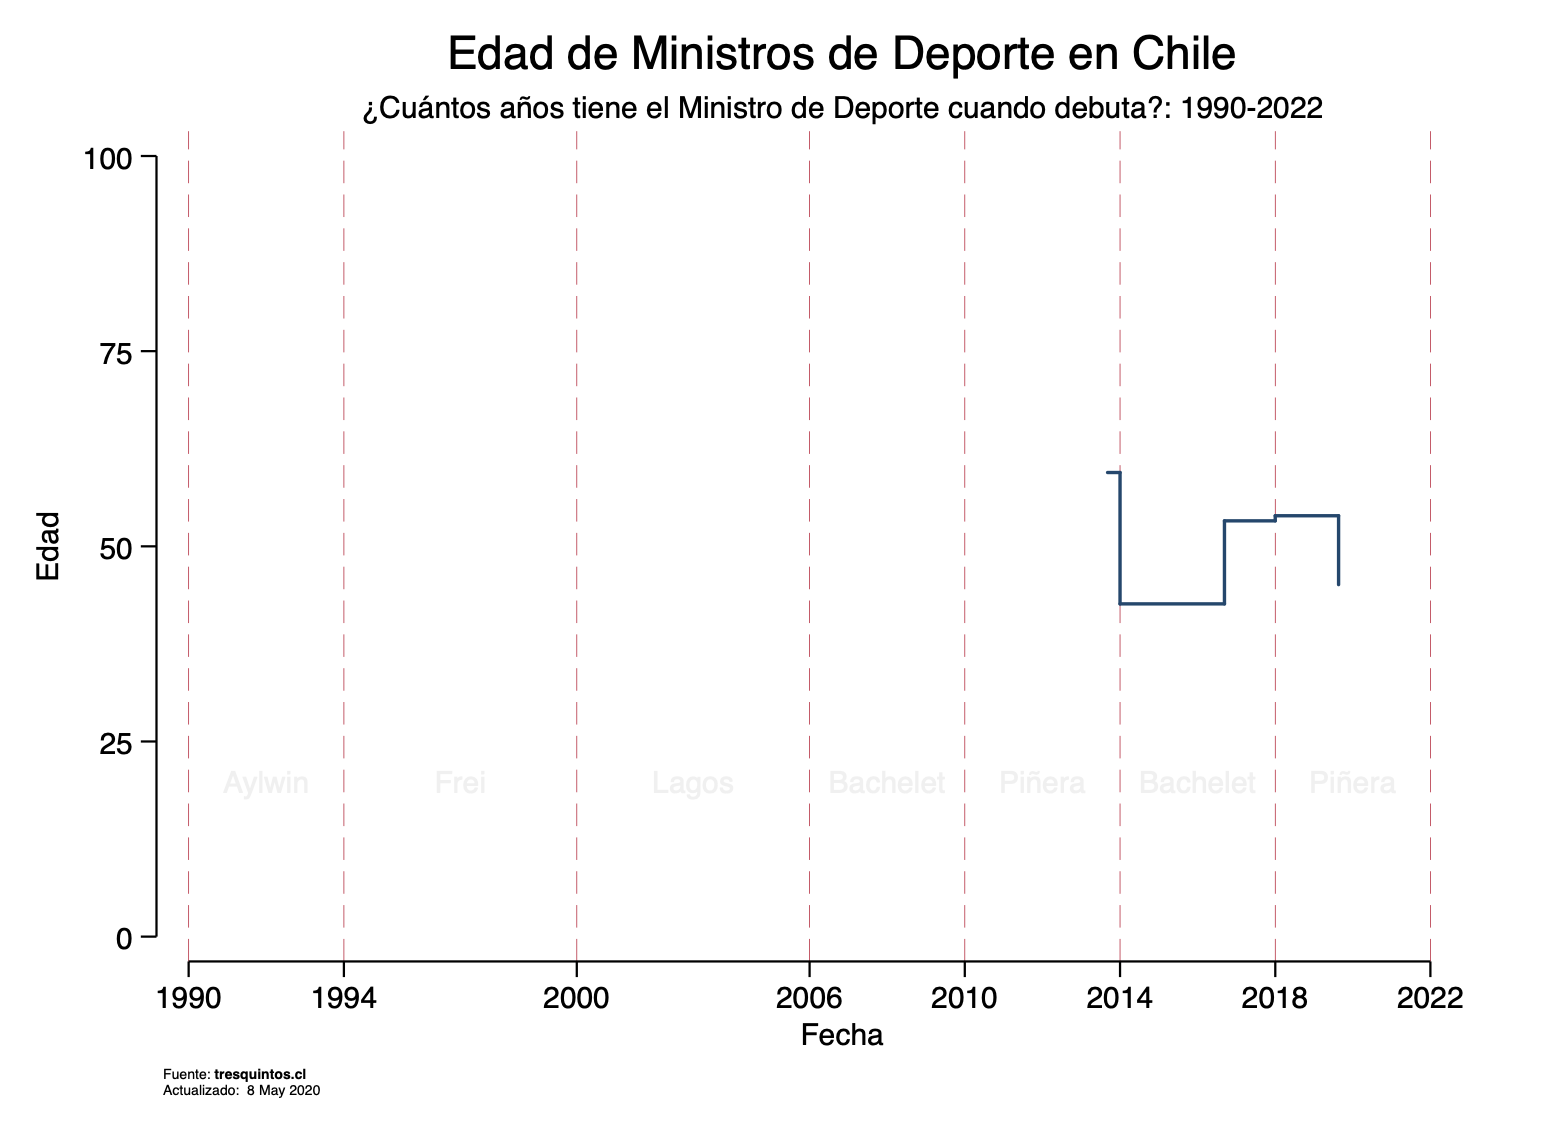 Edad de Ministros de Deporte en Chile
¿Cuántos años tiene el Ministro de Deporte cuando debuta?: 1990-2022
100
75
50
25
0
Edad
Aylwin Frei Lagos Bachelet Piñera Bachelet Piñera
1990 1994 2000 2006 2010 2014 2018 2022
Fecha
Fuente: tresquintos.cl
Actualizado: 8 May 2020